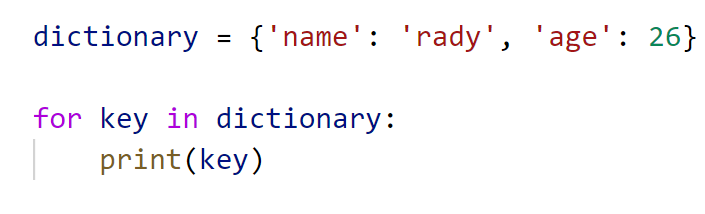 dictionary = {'name': 'rady', 'age': 26}
for key in dictionary:
    print(key)